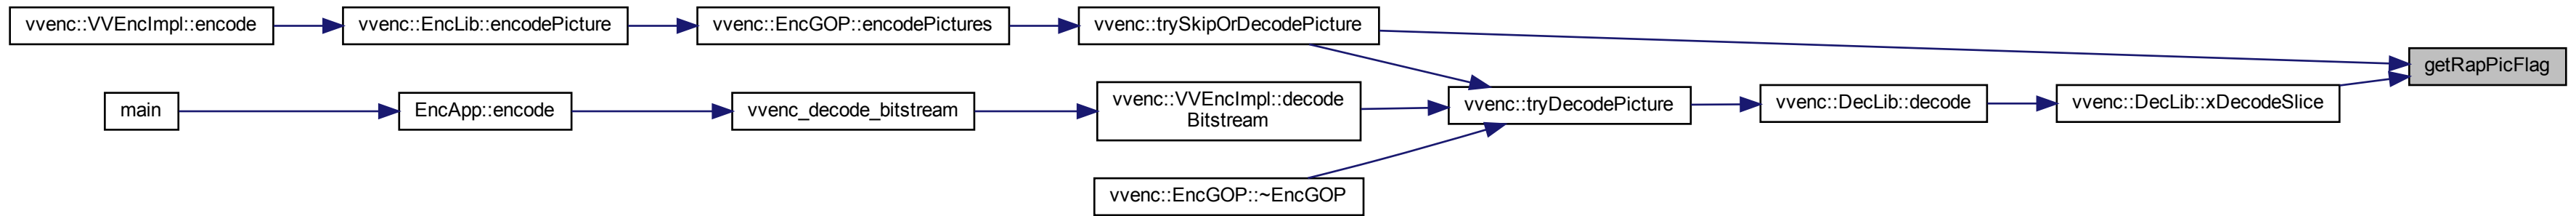 vvenc::VVEncImpl::encode
vvenc::EncLib::encodePicture
vvenc::EncGOP::encodePictures
vvenc::trySkipOrDecodePicture
getRapPicFlag
main
EncApp::encode
vvenc_decode_bitstream
vvenc::VVEncImpl::decode
Bitstream
vvenc::tryDecodePicture
vvenc::DecLib::decode
vvenc::DecLib::xDecodeSlice
vvenc::EncGOP::~EncGOP